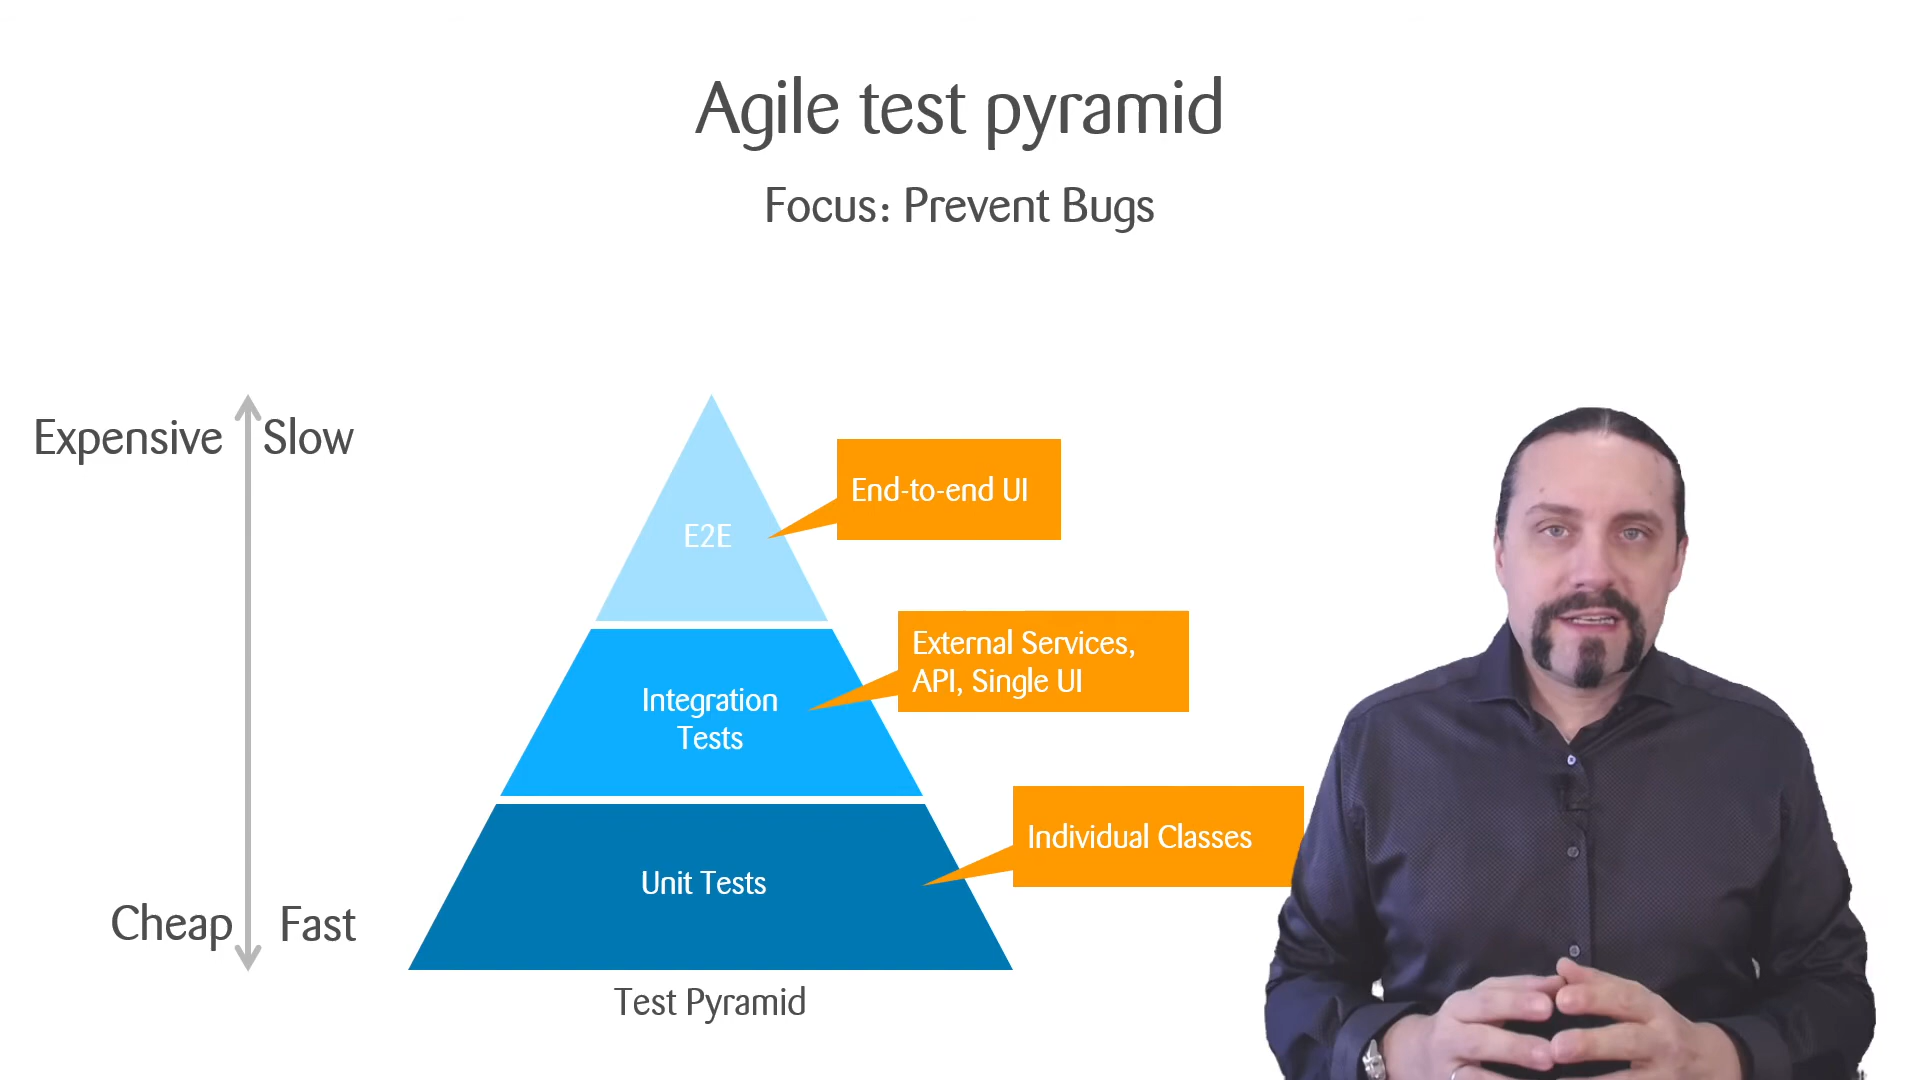 Agile test pyramid
Focus: Prevent Bugs
Expensive
Slow
E2E
End-to-end UI
Integration
Tests
External Services,
API, Single UI
Unit Tests
Individual Classes
Cheap
Fast
Test Pyramid